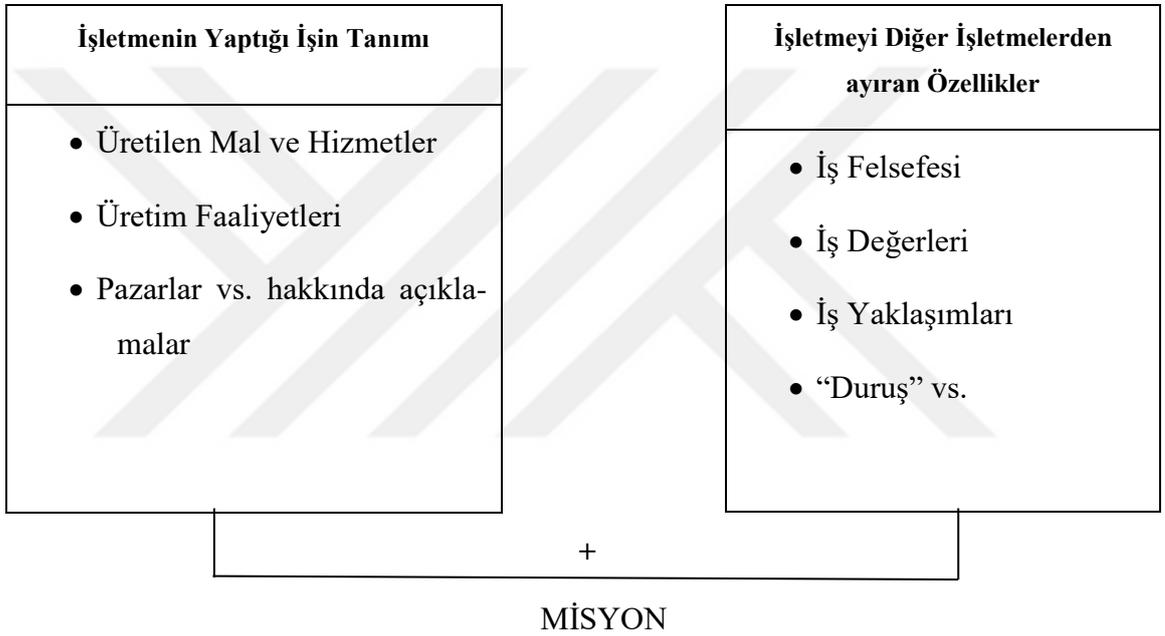 İşletmenin Yaptığı İşin Tanımı
• Üretilen Mal ve Hizmetler
• Üretim Faaliyetleri
• Pazarlar vs. hakkında açıkla-
malar
İşletmeyi Diğer İşletmelerden
ayıran Özellikler
• İş Felsefesi
• İş Değerleri
• İş Yaklaşımları
• “Duruş” vs.
+
MİSYON